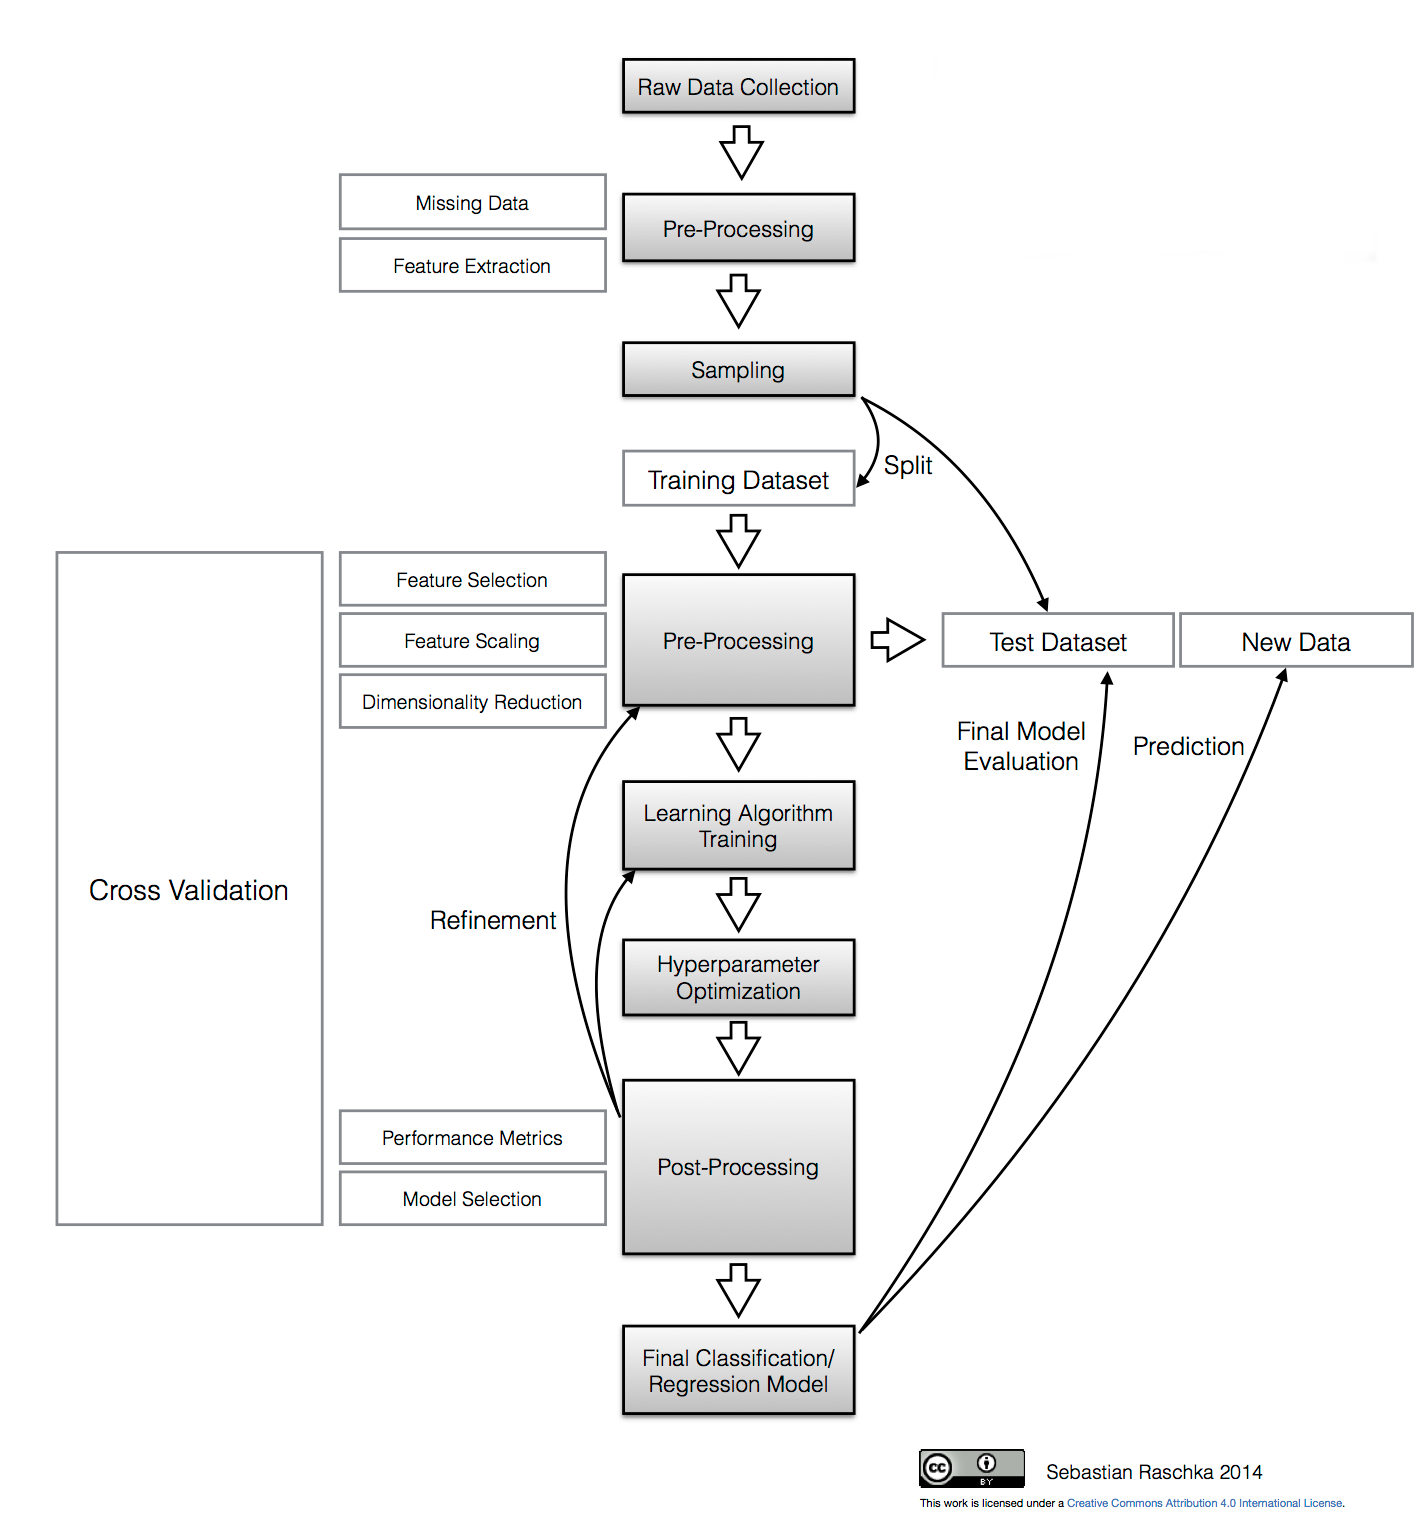 Raw Data Collection
Missing Data
Pre-Processing
Feature Extraction
Sampling
Split
Training Dataset
Feature Selection
Feature Scaling
Pre-Processing
Test Dataset
New Data
Dimensionality Reduction
Final Model
Evaluation
Prediction
Learning Algorithm
Training
Cross Validation
Refinement
Hyperparameter
Optimization
Performance Metrics
Post-Processing
Model Selection
Final Classification/
Regression Model
cc
BY
Sebastian Raschka 2014
This work is licensed under a Creative Commons Attribution 4.0 International License.